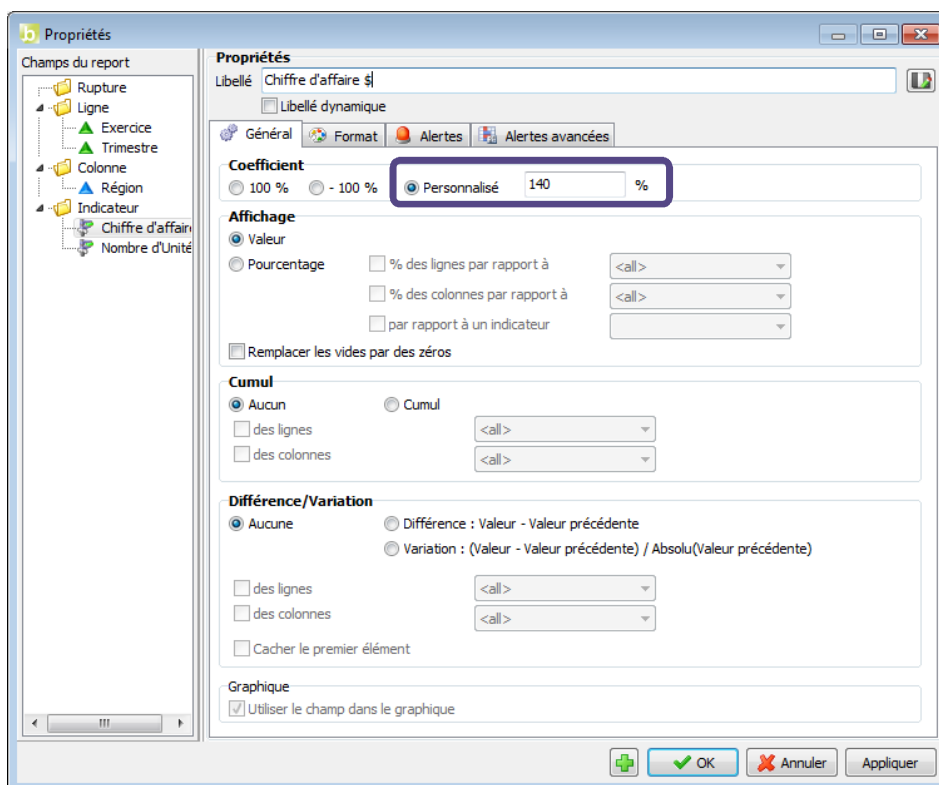 Propriétés
Champs du report
Rupture
Ligne
Exercice
Trimestre
Colonne
Région
Indicateur
Chiffre d'affair
Nombre d'Unité
Propriétés
Libellé Chiffre d'affaire $
Libellé dynamique
Général Format Alertes Alertes avancées
Coefficient
100 % - 100 % Personnalisé 140 %
Affichage
Valeur
Pourcentage % des lignes par rapport à <all>
% des colonnes par rapport à <all>
par rapport à un indicateur
Remplacer les vides par des zéros
Cumul
Aucun Cumul
des lignes <all>
des colonnes <all>
Différence/Variation
Aucune Différence : Valeur - Valeur précédente
Variation : (Valeur - Valeur précédente) / Absolu(Valeur précédente)
des lignes <all>
des colonnes <all>
Cacher le premier élément
Graphique
Utiliser le champ dans le graphique
OK Annuler Appliquer